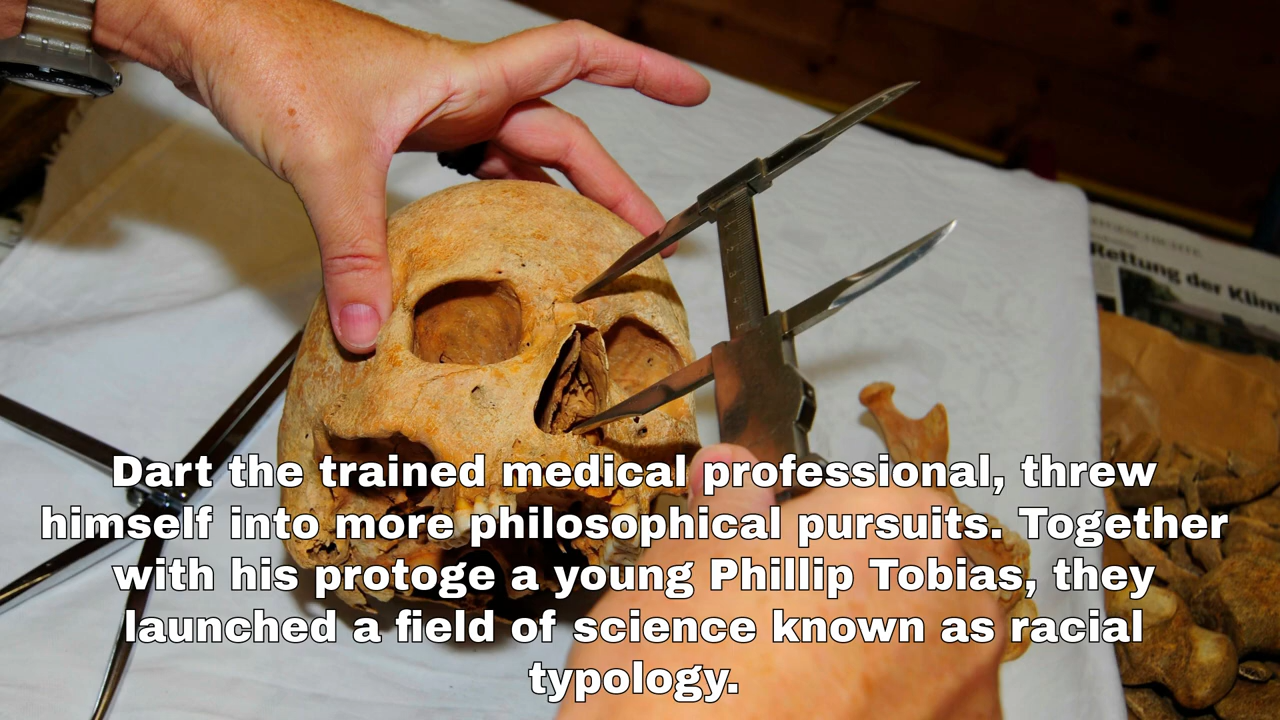 Rettung der Klim
Dart the trained medical professional, threw
himself into more philosophical pursuits. Together
with his protoge a young Phillip Tobias, they
launched a field of science known as racial
typology.